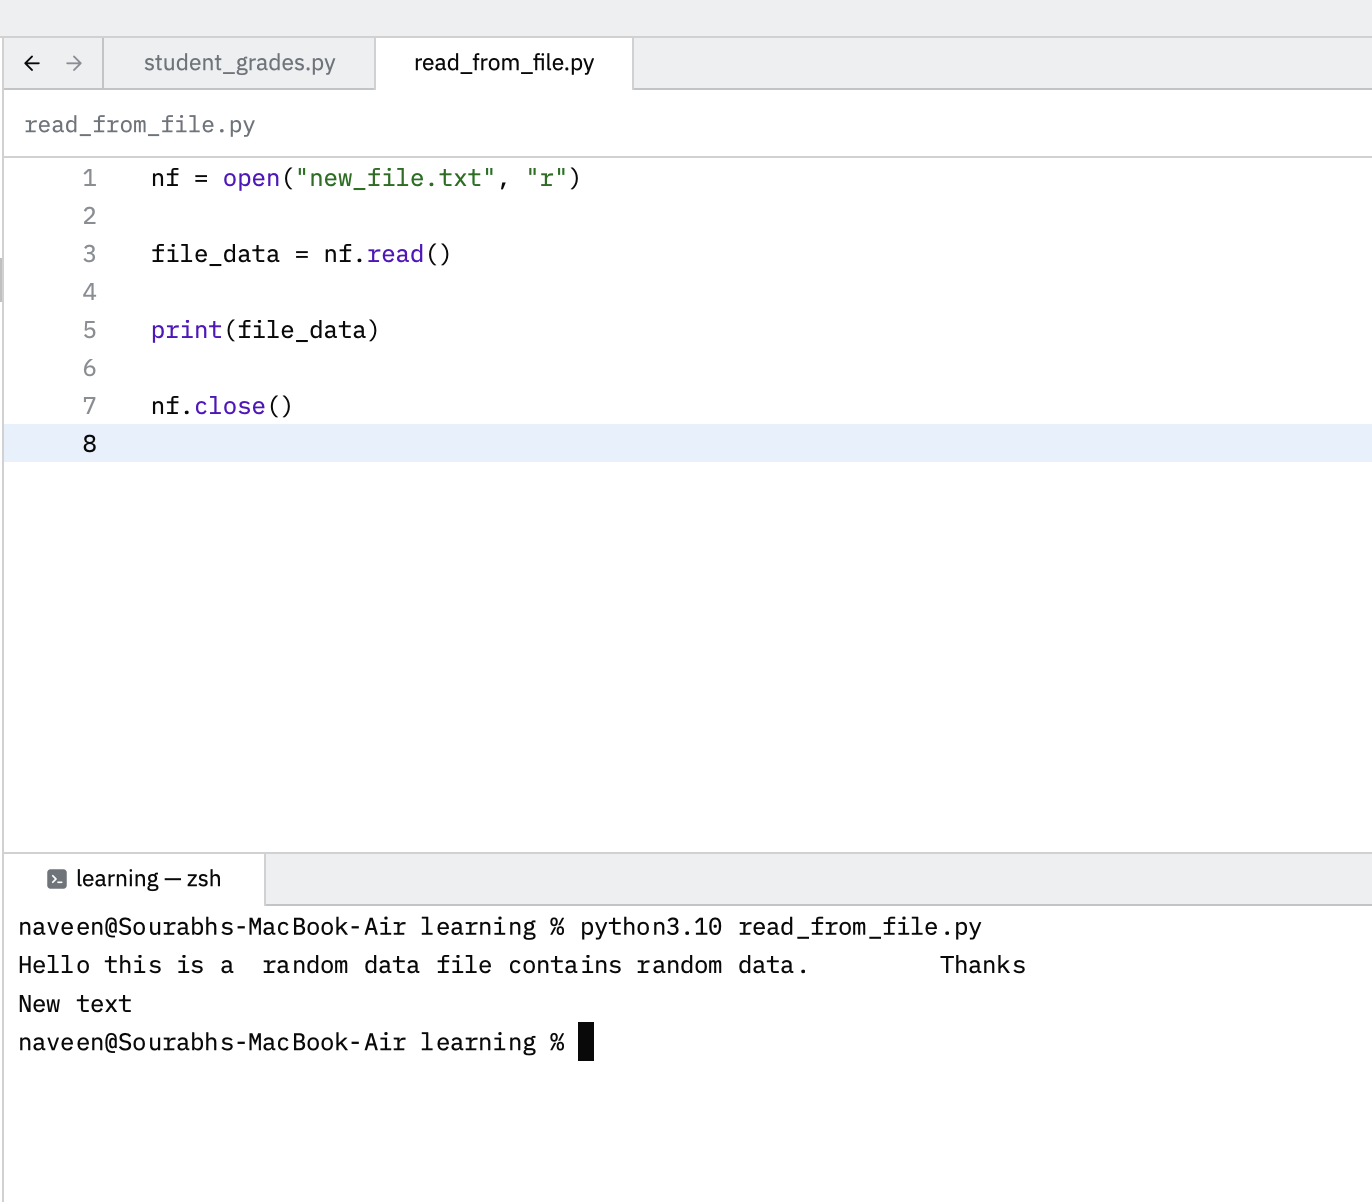 ← → student_grades.py read_from_file.py
read_from_file.py
1 nf = open("new_file.txt", "r")
2
3 file_data = nf.read()
4
5 print(file_data)
6
7 nf.close()
8
learning — zsh
naveen@Sourabhs-MacBook-Air learning % python3.10 read_from_file.py
Hello this is a  random data file contains random data.         Thanks
New text
naveen@Sourabhs-MacBook-Air learning %